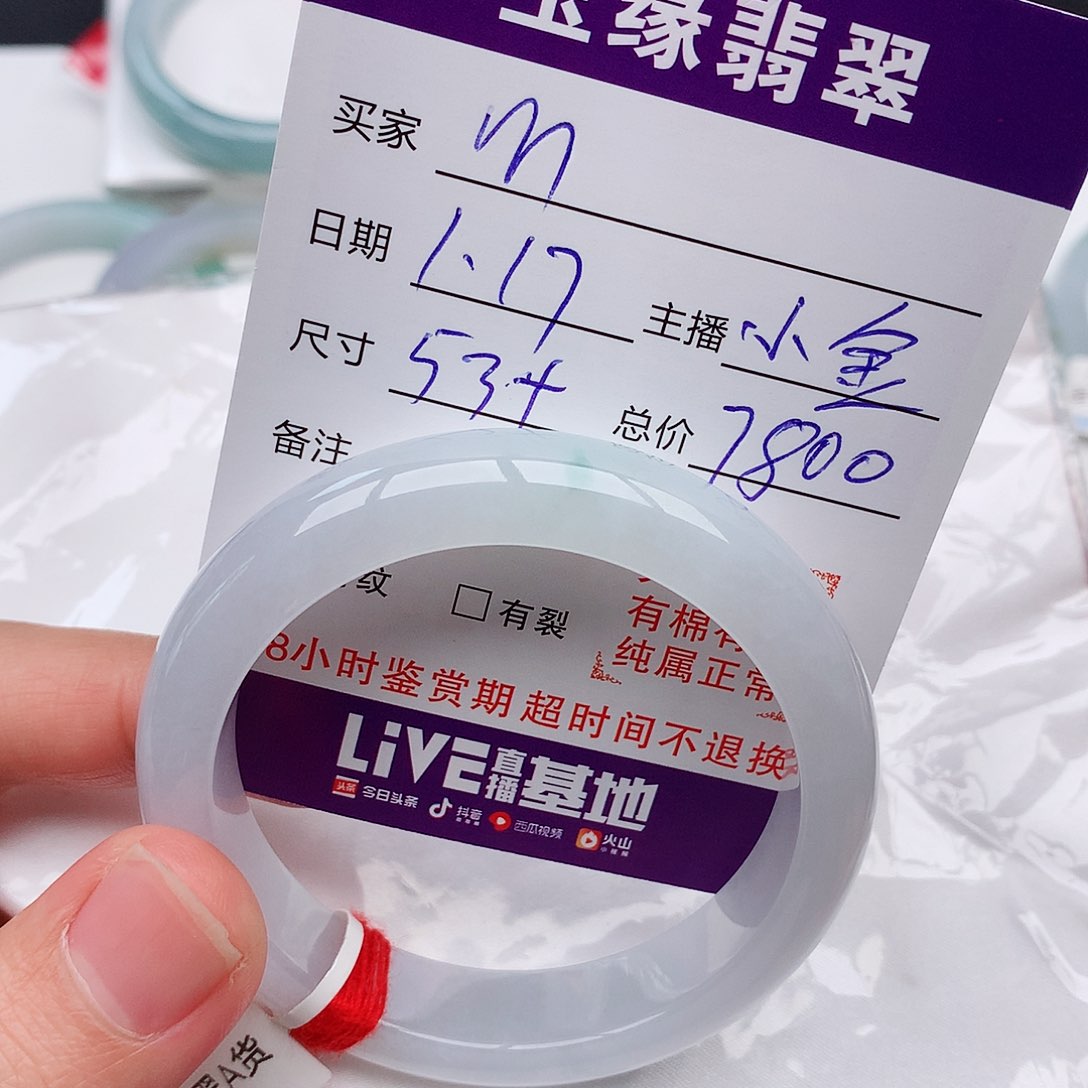 玉缘翡翠
买家 m
日期 1.17 主播 小金
尺寸 53.4 总价 7800
备注
纹 □有裂
有棉有
纯属正常
8小时鉴赏期 超时间不退换
LiVE直播基地
头条 今日头条 抖音 西瓜视频 火山
A货